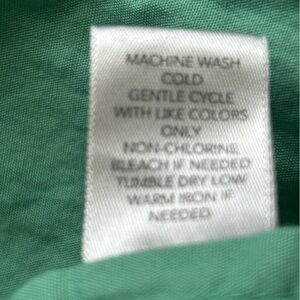 MACHINE WASH
COLD
GENTLE CYCLE
WITH LIKE COLORS
ONLY
NON-CHLORINE
BLEACH IF NEEDED
TUMBLE DRY LOW
WARM IRON IF
NEEDED